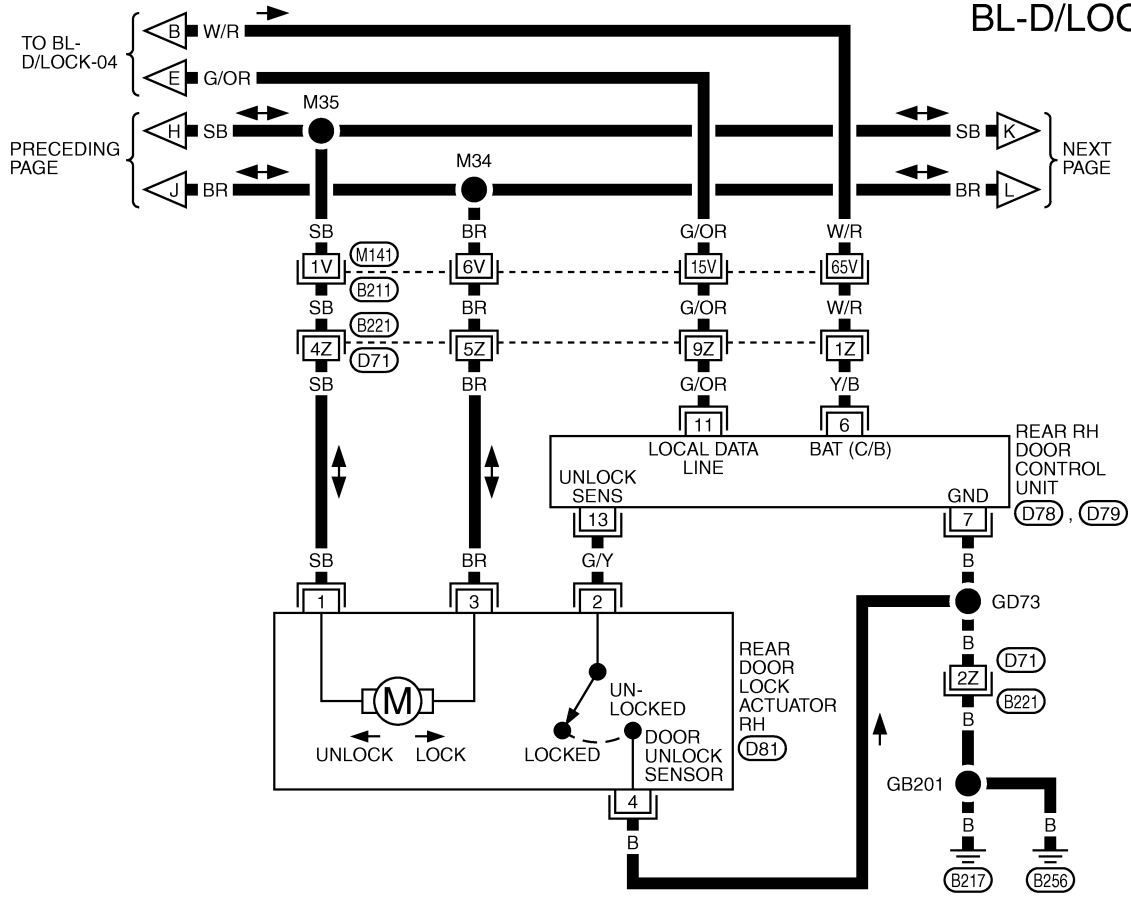 BL-D/LOC
TO BL-
D/LOCK-04
B W/R
E G/OR
M35
PRECEDING
PAGE
H SB
SB K
M34
J BR
BR L
NEXT
PAGE
SB BR G/OR W/R
1V M141 6V 15V 65V
B211
SB BR G/OR W/R
B221
4Z 5Z 9Z 1Z
D71
SB BR G/OR Y/B
11 6
LOCAL DATA
LINE
BAT (C/B)
REAR RH
DOOR
CONTROL
UNIT
D78 , D79
UNLOCK
SENS
GND
13 7
SB BR G/Y B
1 3 2
GD73
B
D71
2Z
B221
B
REAR
DOOR
LOCK
ACTUATOR
RH
D81
M
UNLOCK LOCK
UN-
LOCKED
LOCKED
DOOR
UNLOCK
SENSOR
4
B
GB201
B B
B217 B256